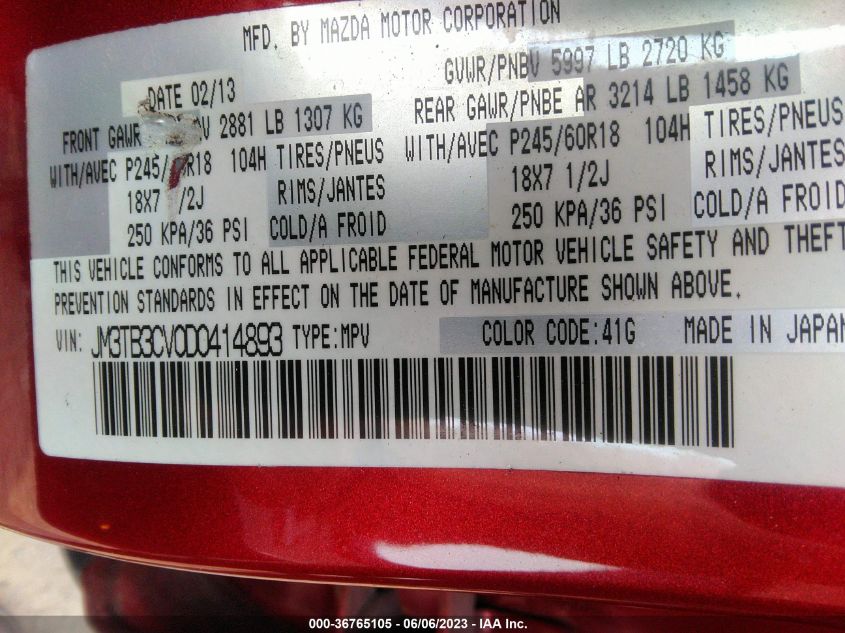 MFD. BY MAZDA MOTOR CORPORATION
DATE 02/13 GVWR/PNBV 5997 LB 2720 KG
FRONT GAWR 2881 LB 1307 KG REAR GAWR/PNBE AR 3214 LB 1458 KG
WITH/AVEC P245/ R18 104H TIRES/PNEUS WITH/AVEC P245/60R18 104H TIRES/PNEUS
18X7 1/2J RIMS/JANTES 18X7 1/2J RIMS/JANTES
250 KPA/36 PSI COLD/A FROID 250 KPA/36 PSI COLD/A FROID
THIS VEHICLE CONFORMS TO ALL APPLICABLE FEDERAL MOTOR VEHICLE SAFETY AND THEFT
PREVENTION STANDARDS IN EFFECT ON THE DATE OF MANUFACTURE SHOWN ABOVE.
VIN: JM3TB3CV0D0414893 TYPE:MPV COLOR CODE:41G MADE IN JAPAN
000-36765105 - 06/06/2023 - IAA Inc.